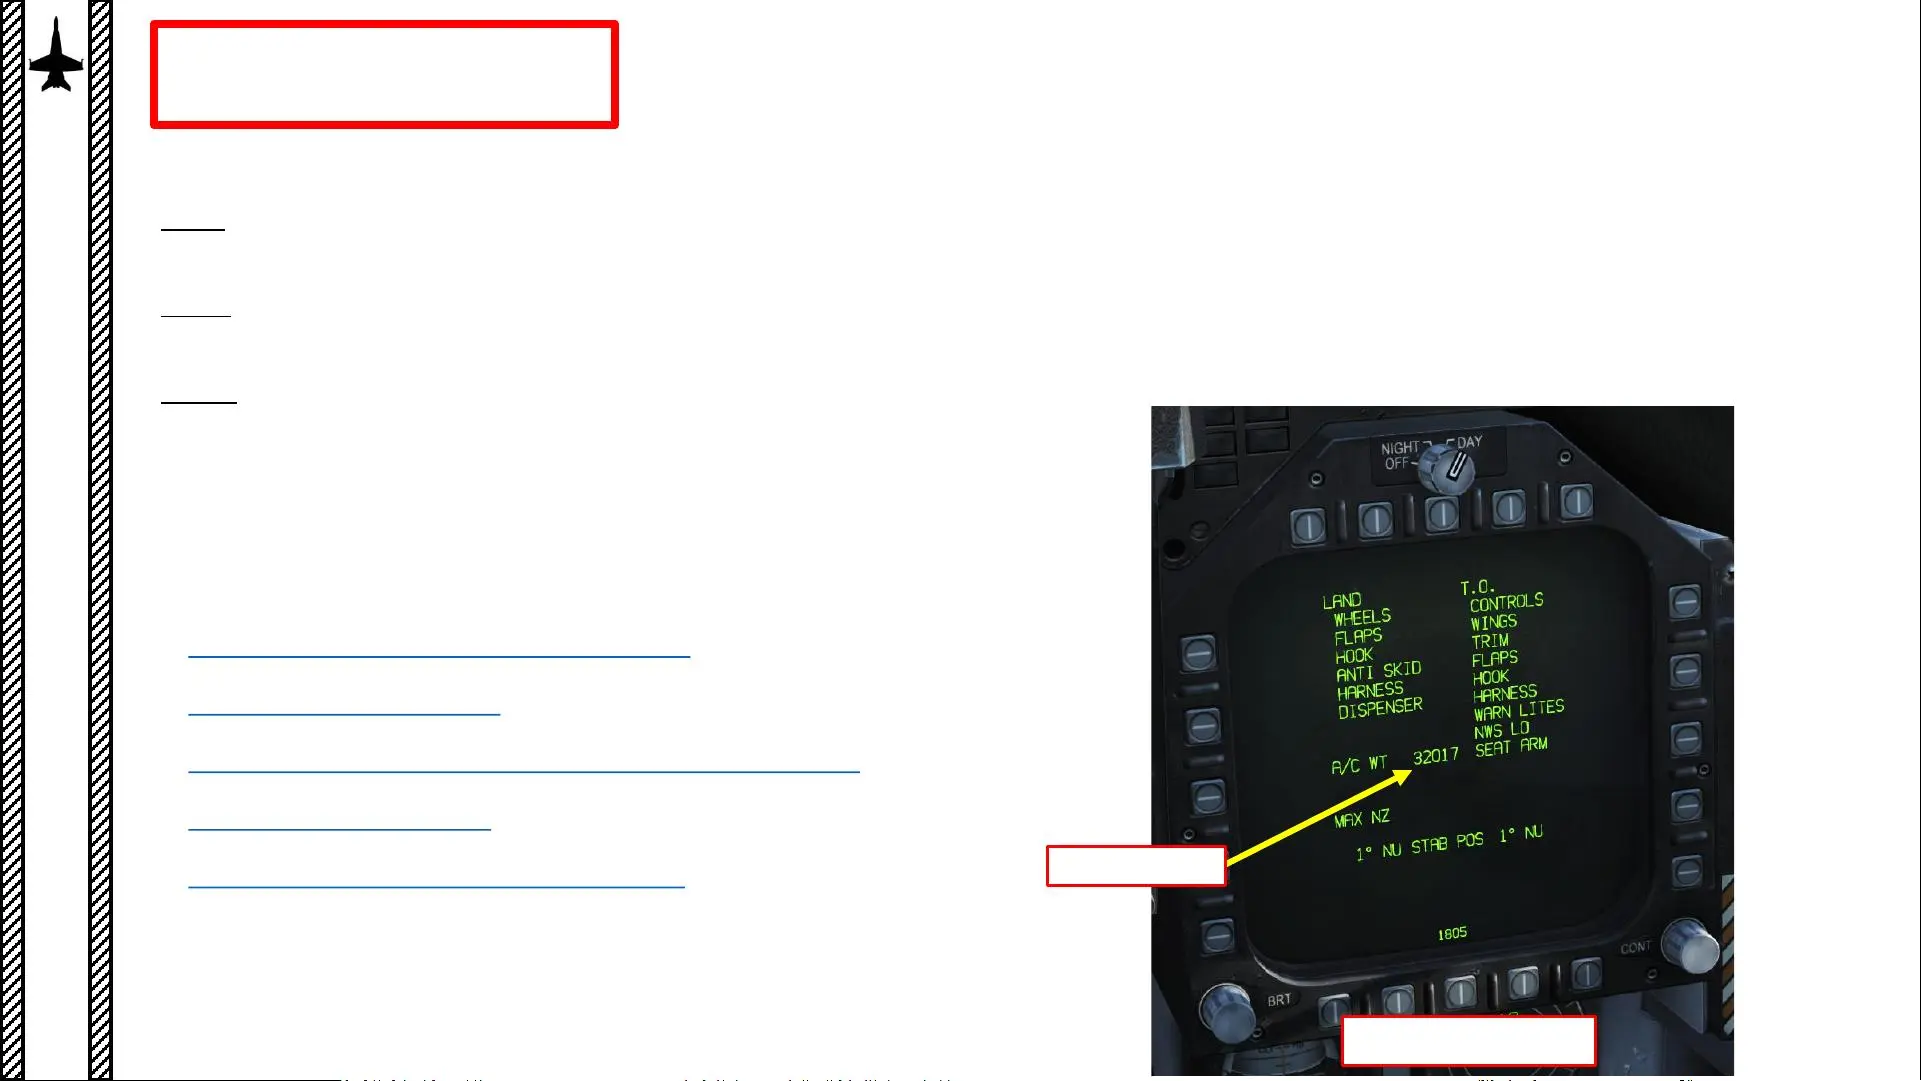 NIGHT DAY
OFF
LAND
WHEELS
FLAPS
HOOK
ANTI SKID
HARNESS
DISPENSER
T.O.
CONTROLS
WINGS
TRIM
FLAPS
HOOK
HARNESS
WARN LITES
NWS LO
SEAT ARM
A/C WT 32017
MAX NZ
1° NU STAB POS 1° NU
1805
CONT
BRT